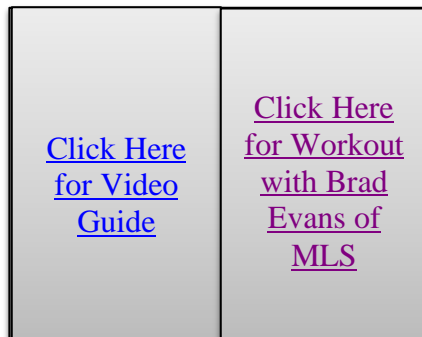 Click Here
for Video
Guide
Click Here
for Workout
with Brad
Evans of
MLS